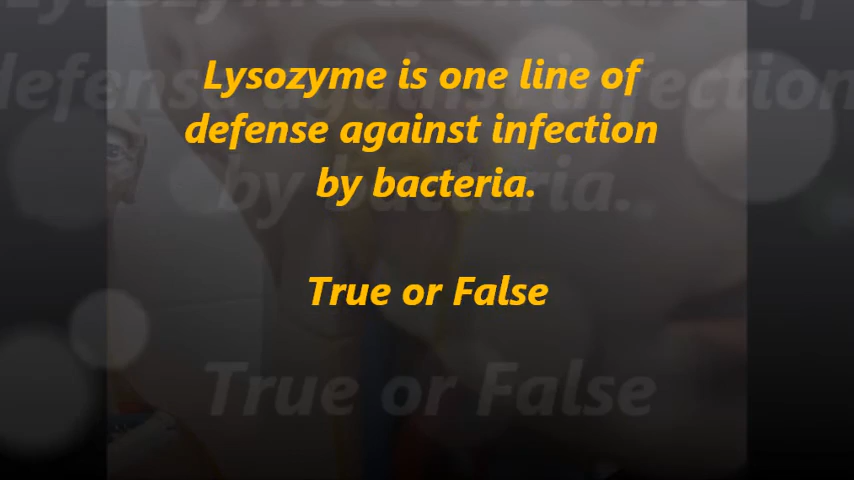 Lysozyme is one line of
defense against infection
by bacteria.
True or False